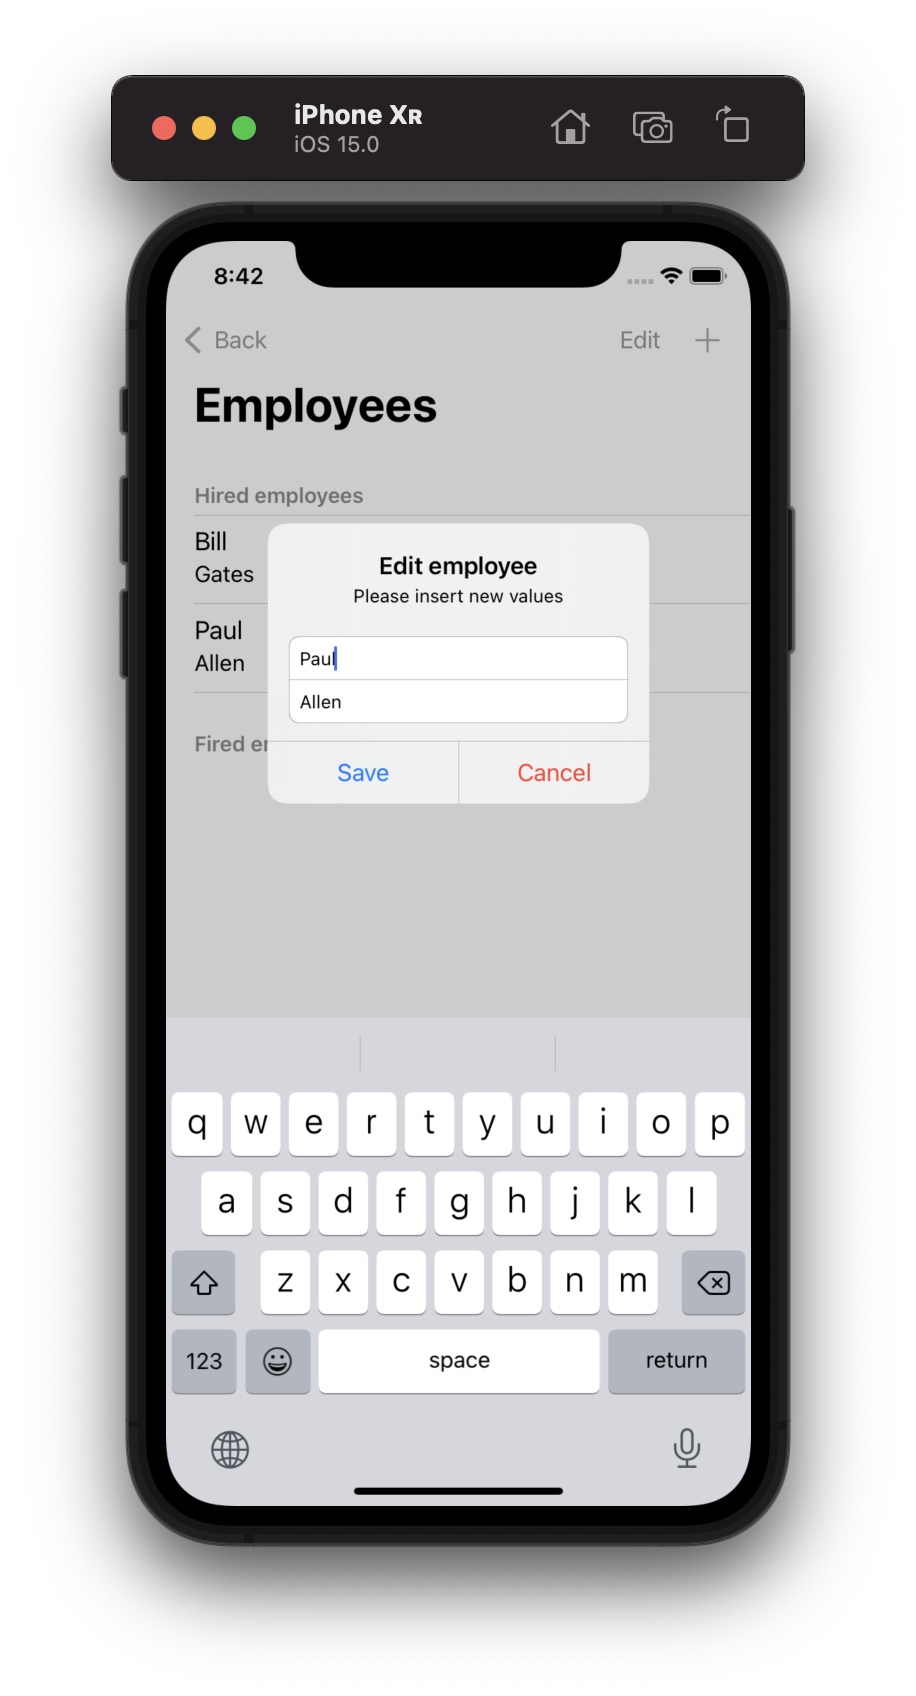 iPhone XR
iOS 15.0
8:42
Back
Edit
Employees
Hired employees
Bill
Gates
Paul
Allen
Fired
Edit employee
Please insert new values
Paul
Allen
Save
Cancel
q w e r t y u i o p
a s d f g h j k l
z x c v b n m
123
space
return